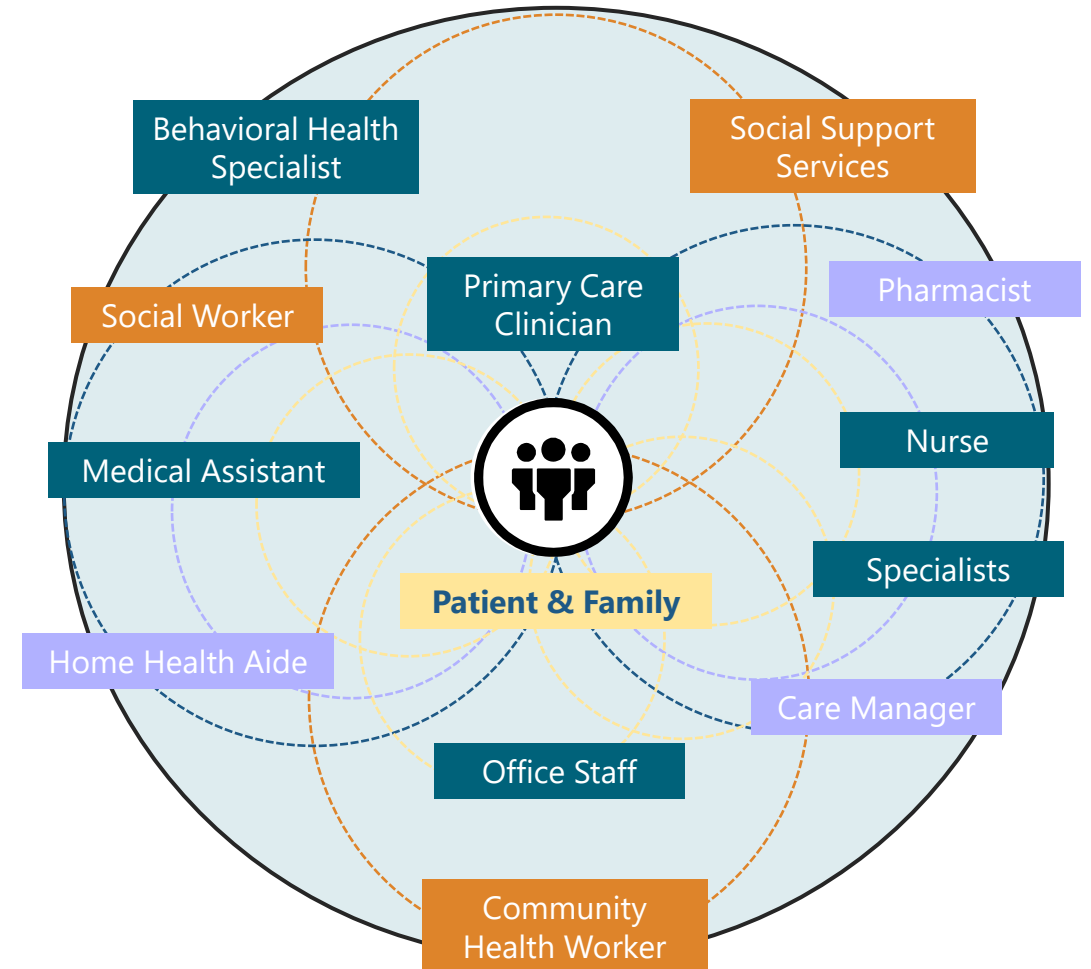 Behavioral Health
Specialist
Social Support
Services
Primary Care
Clinician
Pharmacist
Social Worker
Medical Assistant
Nurse
Specialists
Patient & Family
Home Health Aide
Care Manager
Office Staff
Community
Health Worker